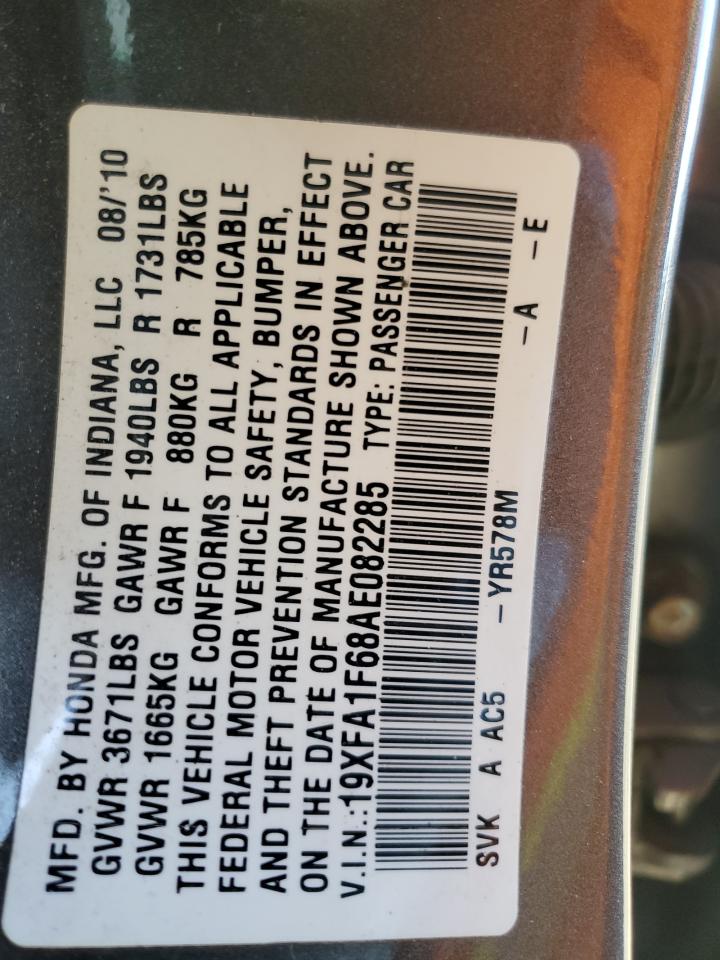 MFD. BY HONDA MFG. OF INDIANA, LLC 08/'10
GVWR 3671LBS GAWR F 1940LBS R 1731LBS
GVWR 1665KG GAWR F 880KG R 785KG
THIS VEHICLE CONFORMS TO ALL APPLICABLE
FEDERAL MOTOR VEHICLE SAFETY, BUMPER,
AND THEFT PREVENTION STANDARDS IN EFFECT
ON THE DATE OF MANUFACTURE SHOWN ABOVE.
V.I.N.:19XFA1F68AE082285 TYPE: PASSENGER CAR
SVK A AC5 – YR578M – A – E